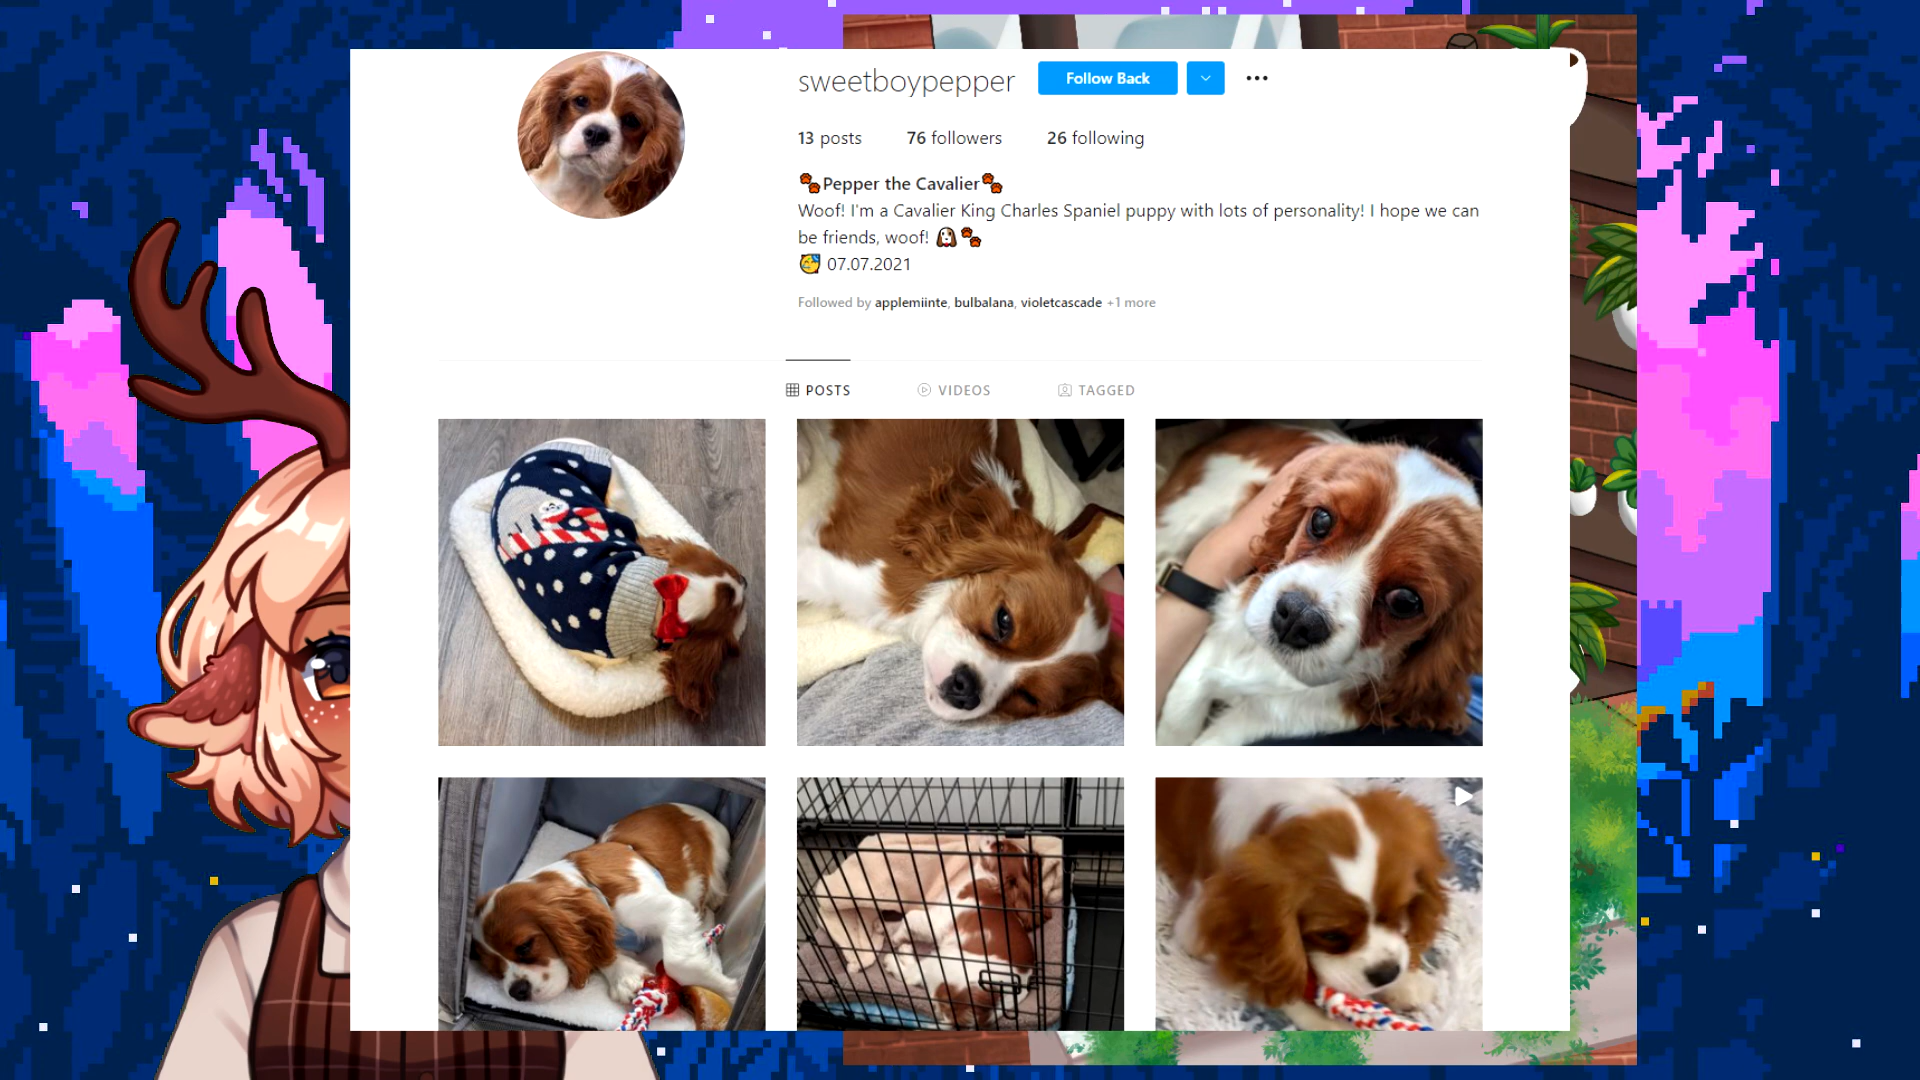 sweetboypepper
Follow Back
13 posts 76 followers 26 following
🐾Pepper the Cavalier🐾
Woof! I'm a Cavalier King Charles Spaniel puppy with lots of personality! I hope we can
be friends, woof! 🐶🐾
🥳 07.07.2021
Followed by applemiinte, bulbalana, violetcascade +1 more
POSTS VIDEOS TAGGED